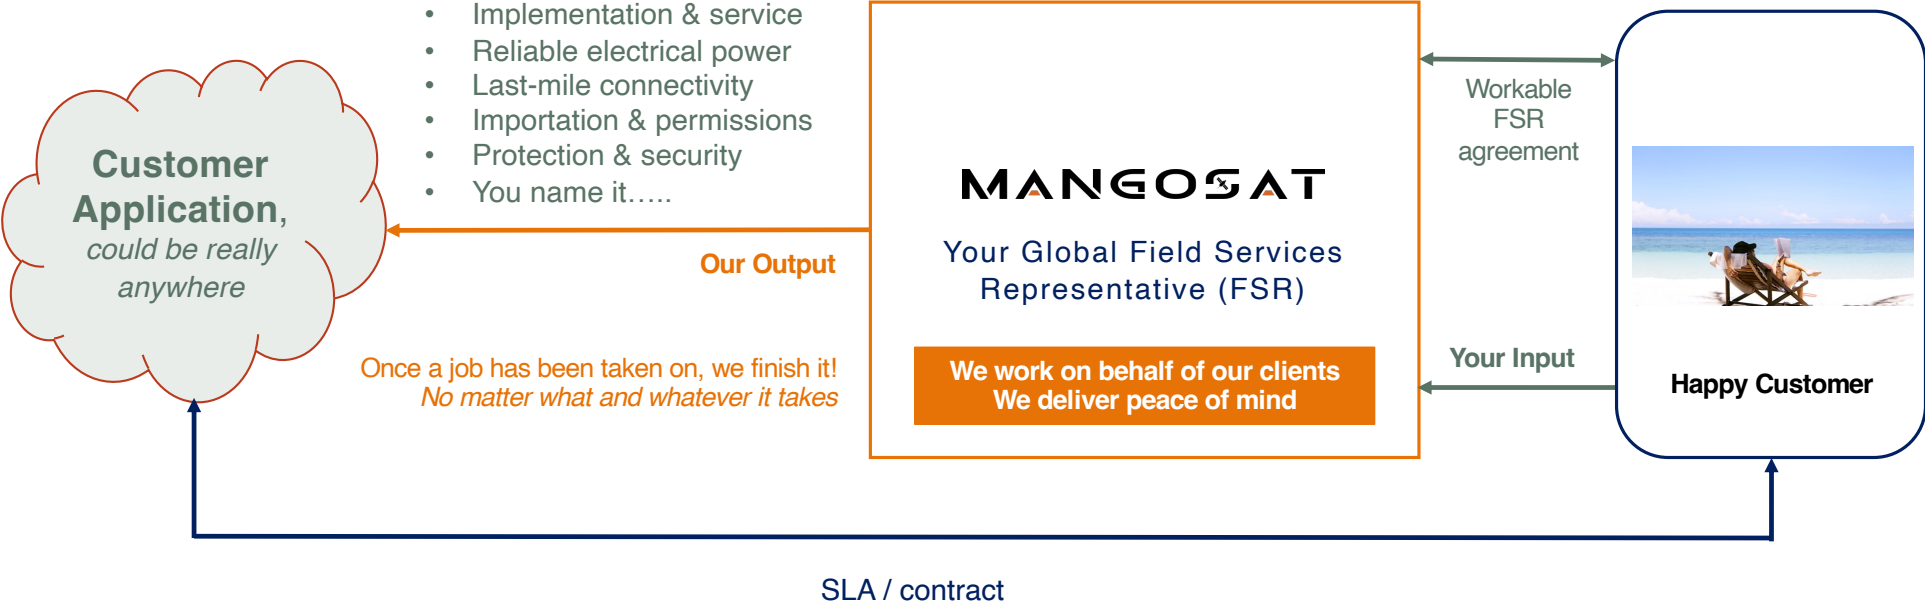 • Implementation & service
• Reliable electrical power
• Last-mile connectivity
• Importation & permissions
• Protection & security
• You name it…..
Customer
Application,
could be really
anywhere
Our Output
Once a job has been taken on, we finish it!
No matter what and whatever it takes
MANGOSAT
Your Global Field Services
Representative (FSR)
We work on behalf of our clients
We deliver peace of mind
Workable
FSR
agreement
Your Input
Happy Customer
SLA / contract